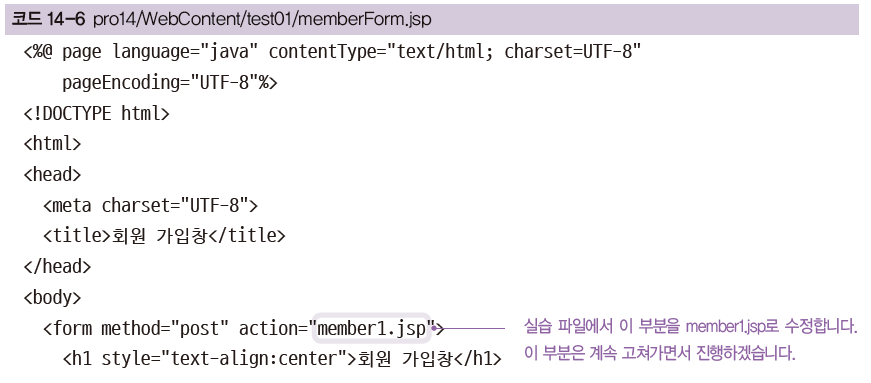 코드 14-6 pro14/WebContent/test01/memberForm.jsp
<%@ page language="java" contentType="text/html; charset=UTF-8"
    pageEncoding="UTF-8"%>
<!DOCTYPE html>
<html>
<head>
  <meta charset="UTF-8">
  <title>회원 가입창</title>
</head>
<body>
  <form method="post" action="member1.jsp">
실습 파일에서 이 부분을 member1.jsp로 수정합니다.
이 부분은 계속 고쳐가면서 진행하겠습니다.
    <h1 style="text-align:center">회원 가입창</h1>